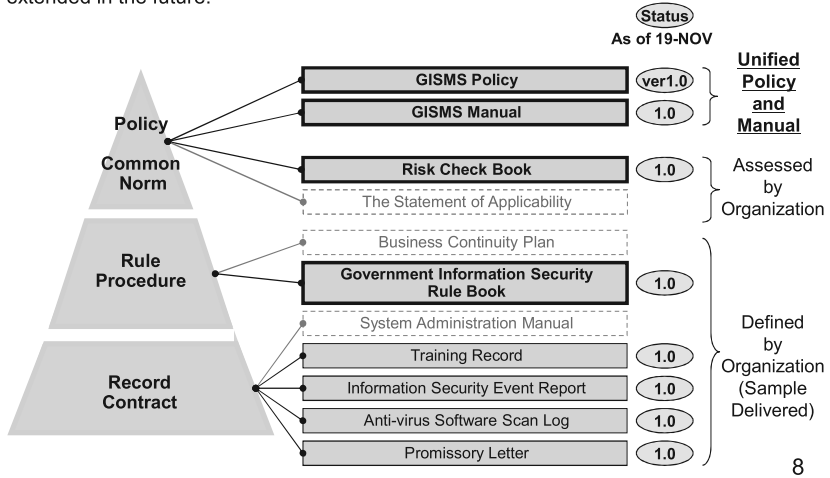 extended in the future.
Status
As of 19-NOV
GISMS Policy
ver1.0
GISMS Manual
1.0
Unified
Policy
and
Manual
Policy
Common
Norm
Risk Check Book
1.0
The Statement of Applicability
Assessed
by
Organization
Rule
Procedure
Business Continuity Plan
Government Information Security
Rule Book
1.0
System Administration Manual
Record
Contract
Training Record
1.0
Information Security Event Report
1.0
Anti-virus Software Scan Log
1.0
Promissory Letter
1.0
Defined
by
Organization
(Sample
Delivered)
8